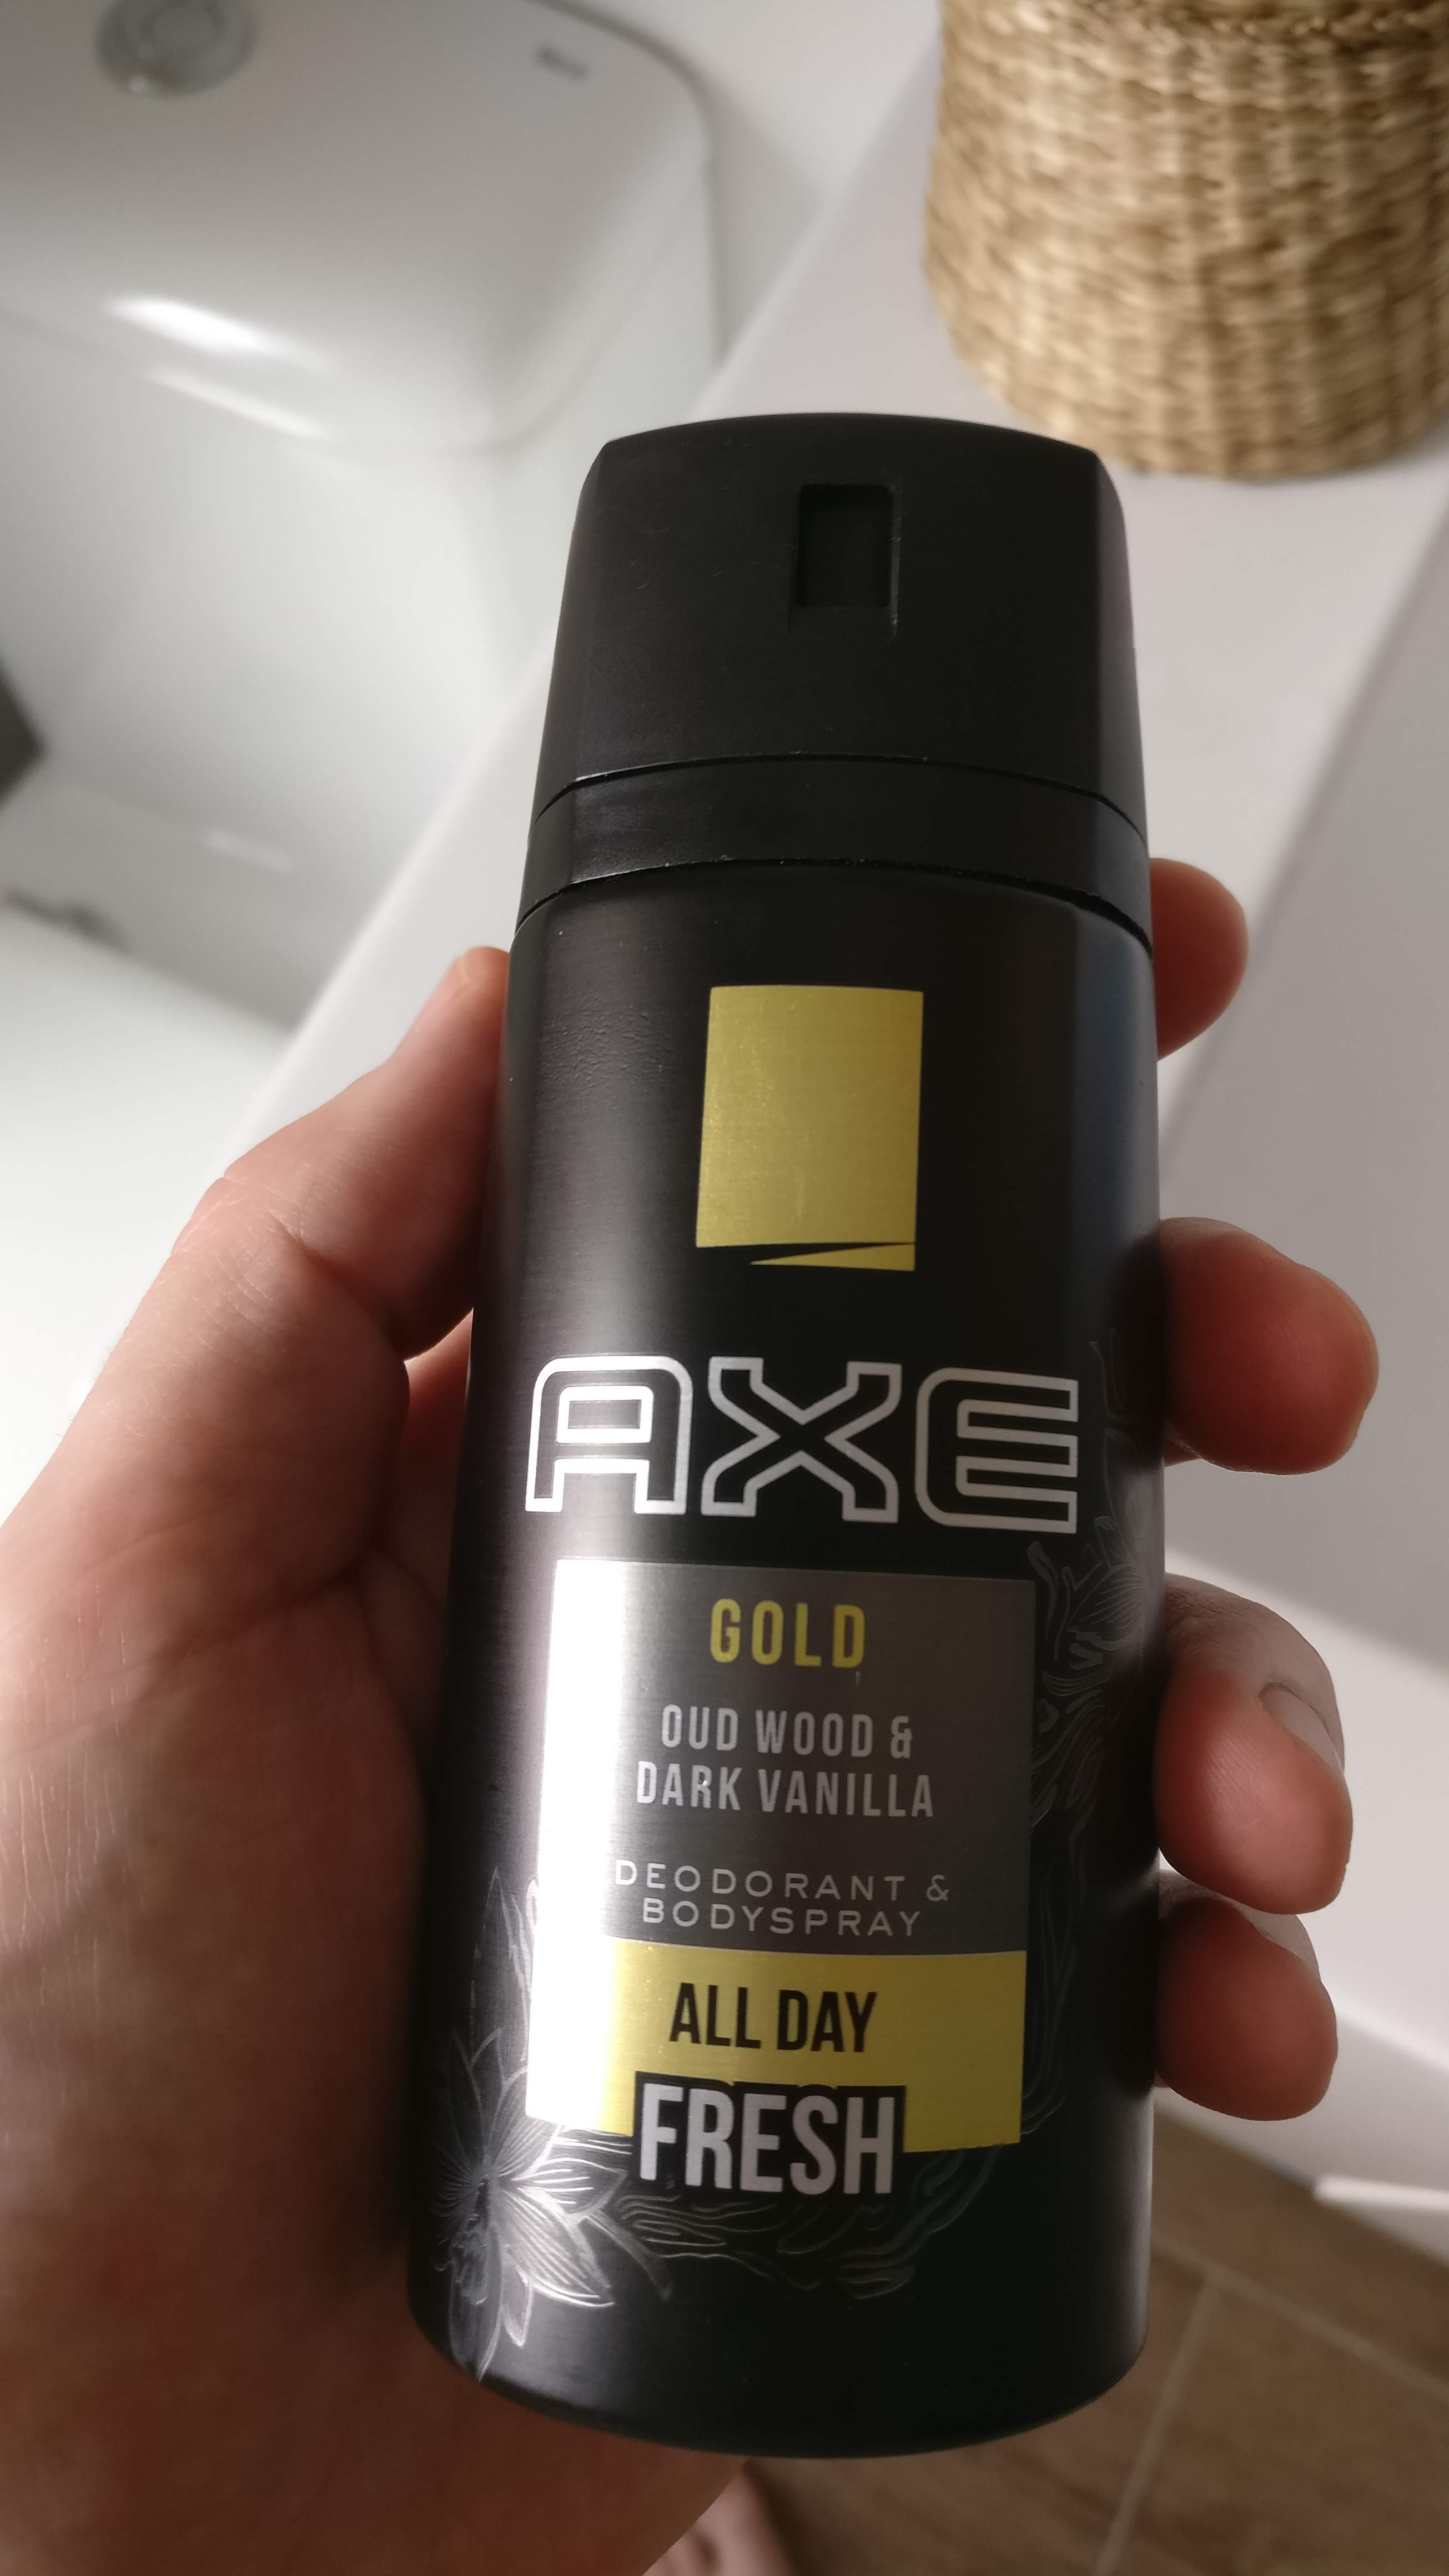 AXE
GOLD
OUD WOOD &
DARK VANILLA
DEODORANT &
BODYSPRAY
ALL DAY
FRESH